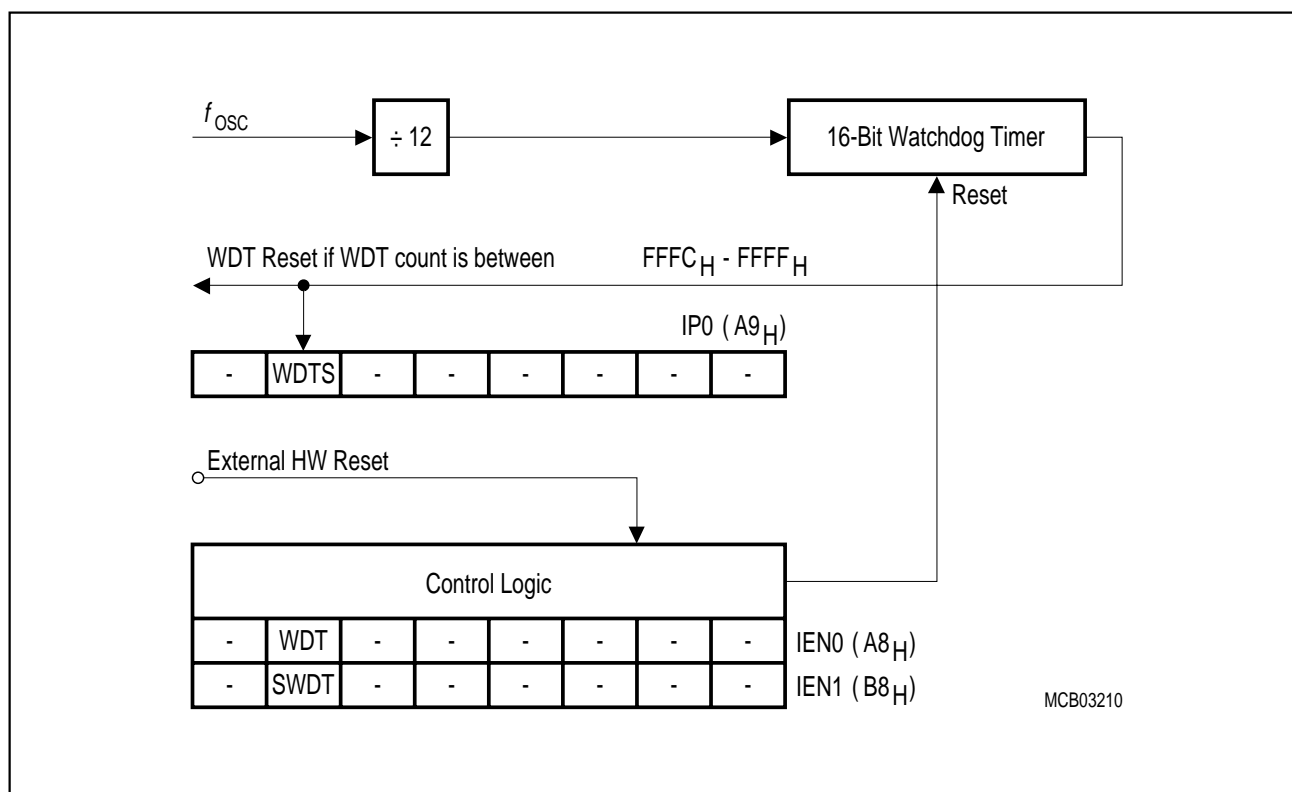 fOSC
÷ 12
16-Bit Watchdog Timer
Reset
WDT Reset if WDT count is between FFFCH - FFFFH
IP0 ( A9H)
- WDTS - - - - - -
External HW Reset
Control Logic
- WDT - - - - - - IEN0 ( A8H)
- SWDT - - - - - - IEN1 ( B8H)
MCB03210